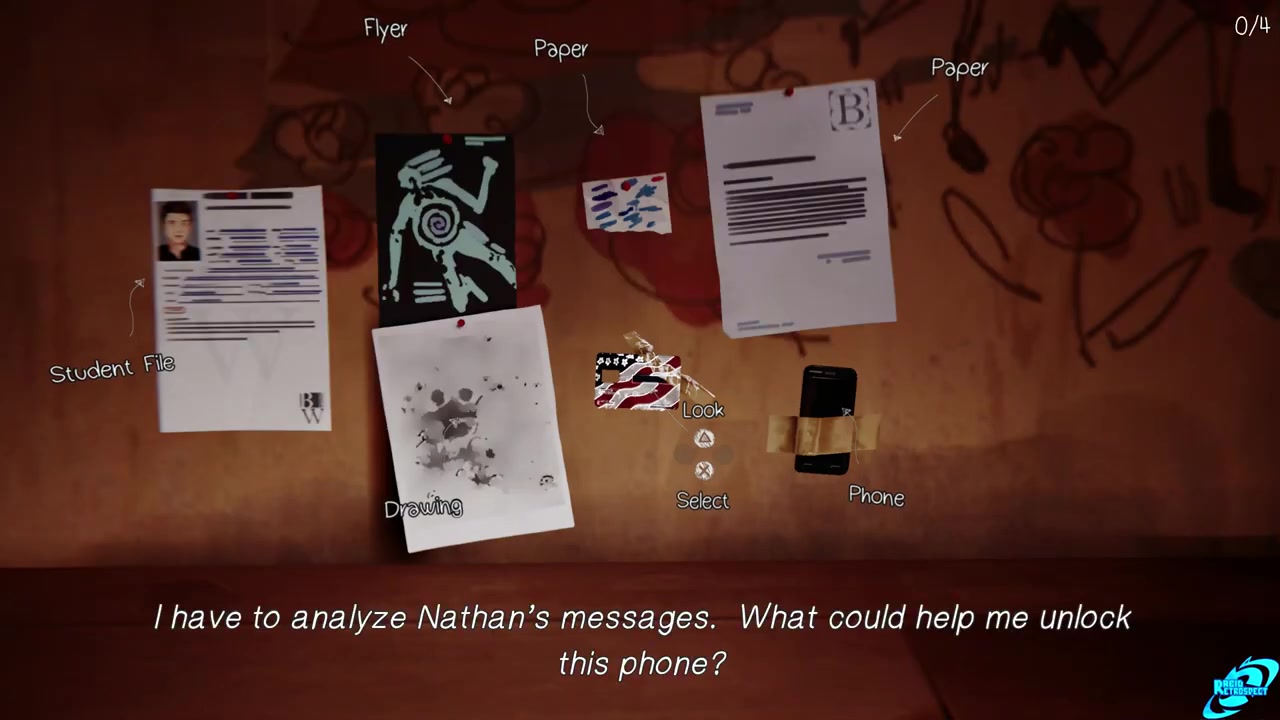 0/4
Flyer
Paper
Paper
B
Student File
B
W
Look
Select
Drawing
Phone
I have to analyze Nathan's messages. What could help me unlock
this phone?
RETROSPECT